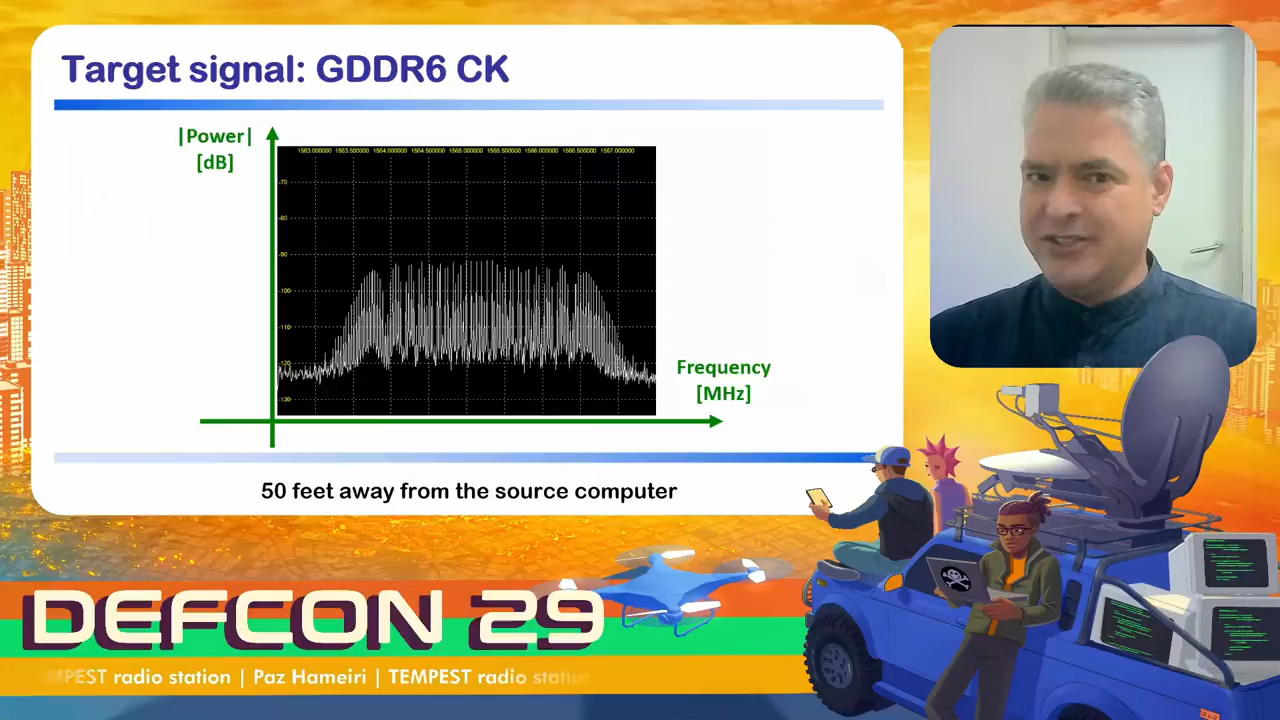 Target signal: GDDR6 CK
|Power|
[dB]
1563.000000 1563.500000 1564.000000 1564.500000 1565.000000 1565.500000 1566.000000 1566.500000 1567.000000
-70
-80
-90
-100
-110
-120
-130
Frequency
[MHz]
50 feet away from the source computer
DEFCON 29
MPEST radio station | Paz Hameiri | TEMPEST radio station